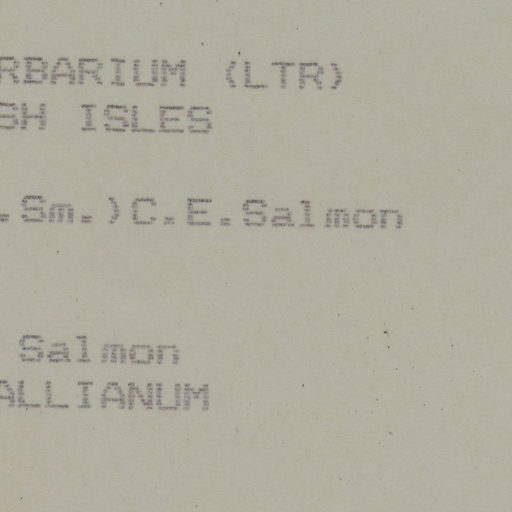 RBARIUM (LTR)
SH ISLES
.Sm.)C.E.Salmon
Salmon
ALLIANUM